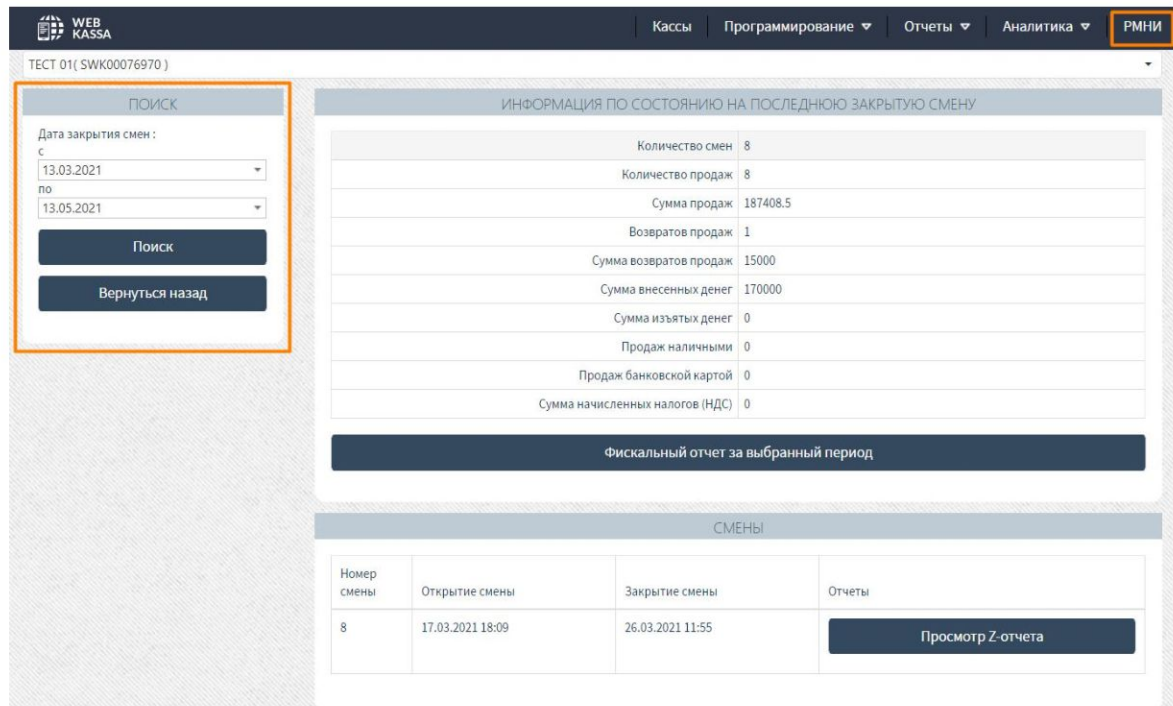 WEB
KASSA
Кассы Программирование Отчеты Аналитика РМНИ
ТЕСТ 01( SWK00076970 )
ПОИСК
Дата закрытия смен :
с
13.03.2021
по
13.05.2021
Поиск
Вернуться назад
ИНФОРМАЦИЯ ПО СОСТОЯНИЮ НА ПОСЛЕДНЮЮ ЗАКРЫТУЮ СМЕНУ
Количество смен 8
Количество продаж 8
Сумма продаж 187408.5
Возвратов продаж 1
Сумма возвратов продаж 15000
Сумма внесенных денег 170000
Сумма изъятых денег 0
Продаж наличными 0
Продаж банковской картой 0
Сумма начисленных налогов (НДС) 0
Фискальный отчет за выбранный период
СМЕНЫ
Номер
смены Открытие смены Закрытие смены Отчеты
8 17.03.2021 18:09 26.03.2021 11:55 Просмотр Z-отчета